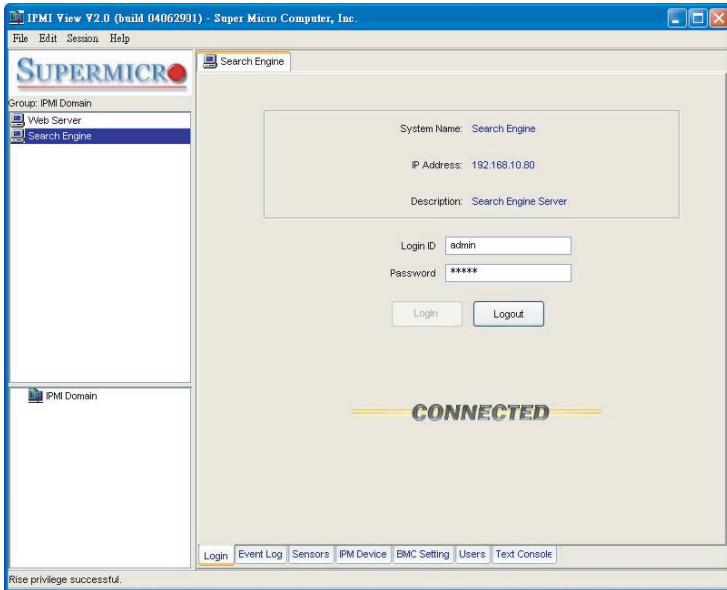 IPMI View V2.0 (build 04062901) - Super Micro Computer, Inc.
File Edit Session Help
SUPERMICRO
Group: IPMI Domain
Web Server
Search Engine
IPMI Domain
Search Engine
System Name: Search Engine
IP Address: 192.168.10.80
Description: Search Engine Server
Login ID admin
Password *****
Login Logout
CONNECTED
Login Event Log Sensors IPM Device BMC Setting Users Text Console
Rise privilege successful.